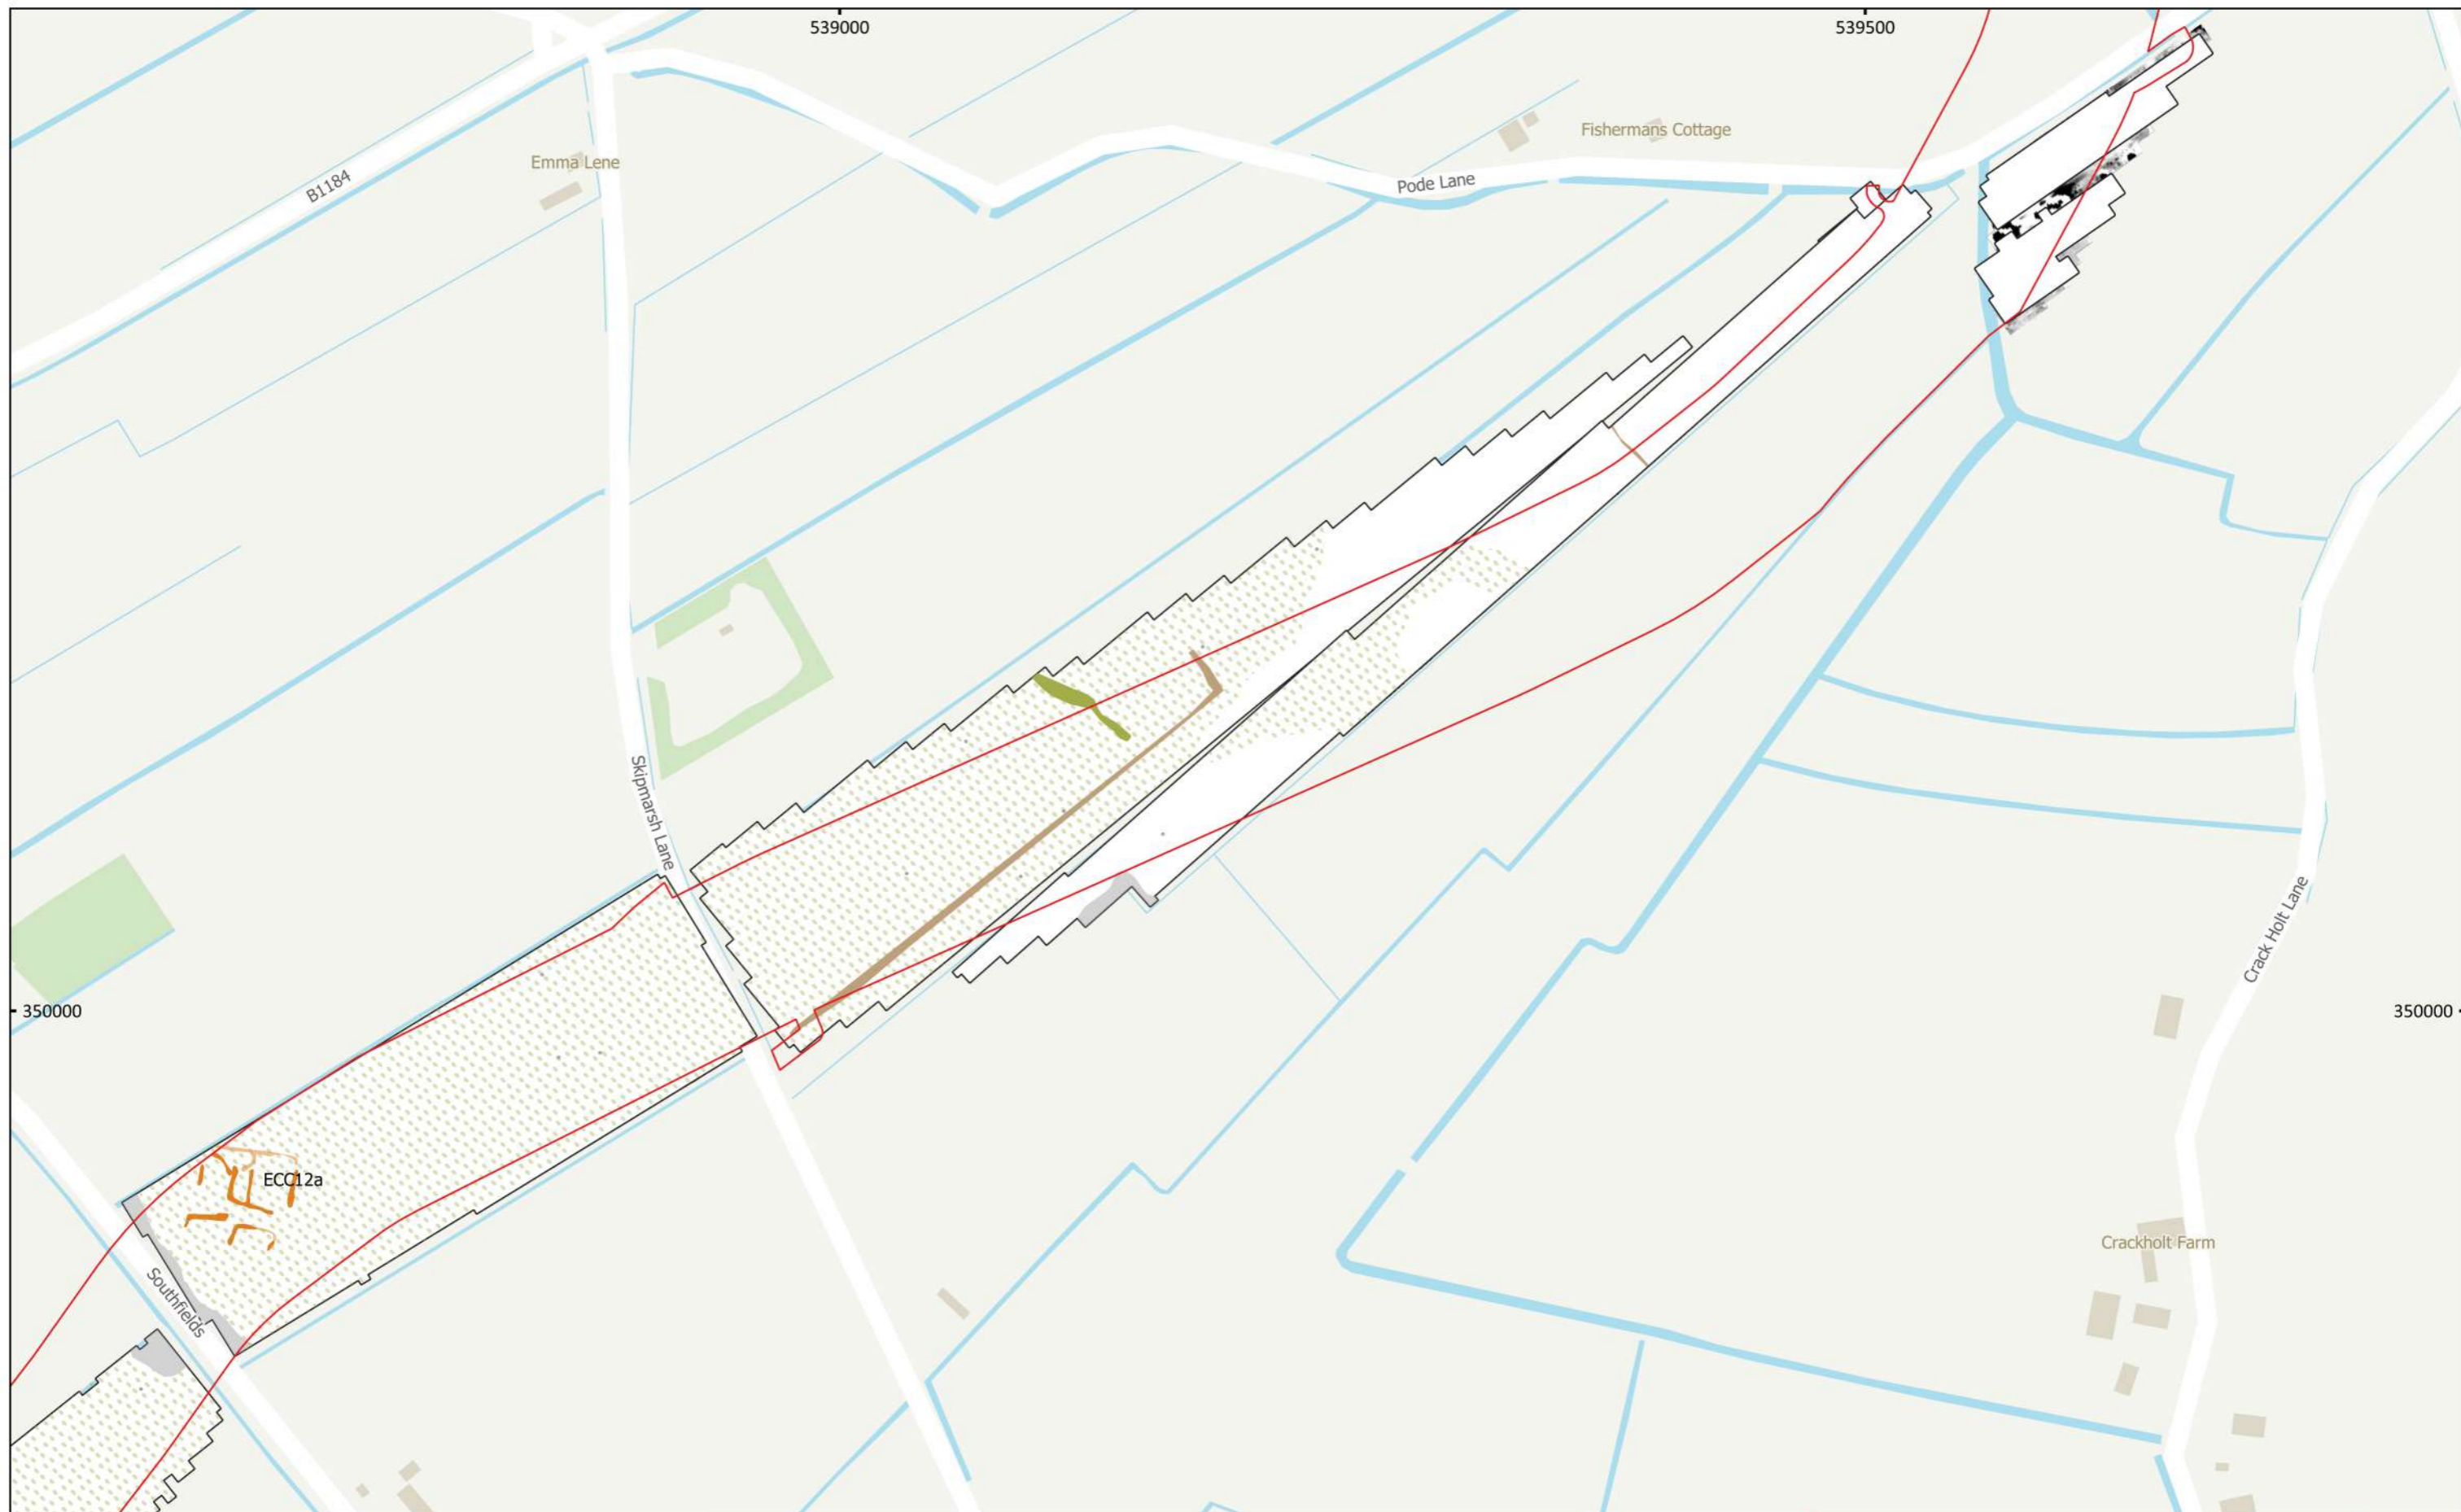 539000
539500
Fishermans Cottage
Emma Lene
B1184
Pode Lane
Skipmarsh Lane
Crack Holt Lane
350000
350000
ECC12a
Crackholt Farm
Southfields